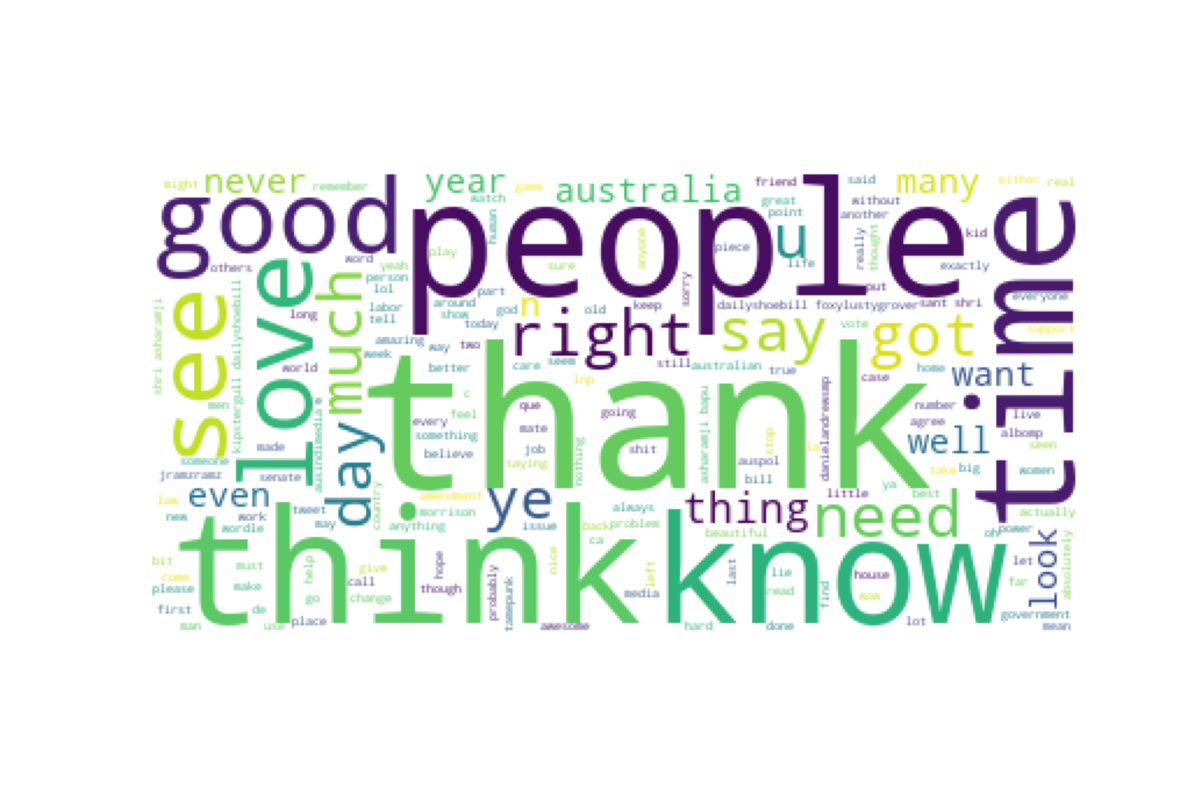 might never remember year game australia friend said many either real
watch great without
good people time
human point another
others word yeah play anyone sure piece u life really thought kid exactly
see love much person lol long labor tell around show part god n today old keep sorry dailyshoebill foxylustygrover put sant shri everyone
shri asharamji kipstergull dailyshoebill
right say vote got support
amazing way two week better care seem still australian true home want
world men thank lnp case number live
c que going asharamji bapu danielandrewsmp
made every feel mate something believe job shit stop agree well albomp seen
someone ausindimedia day saying nothing auspol la take big women
jramzramz senate bill ya
law even country amendment ye always thing little best need actually
new work tweet morrison issue back problem beautiful oh power
wordle may anything ca
think know look absolutely
bit must help give hope nice left last lie house let
come make call though probably media read find wow far
please go change tamepunk
first de place lot government
man use awesome hard done mean